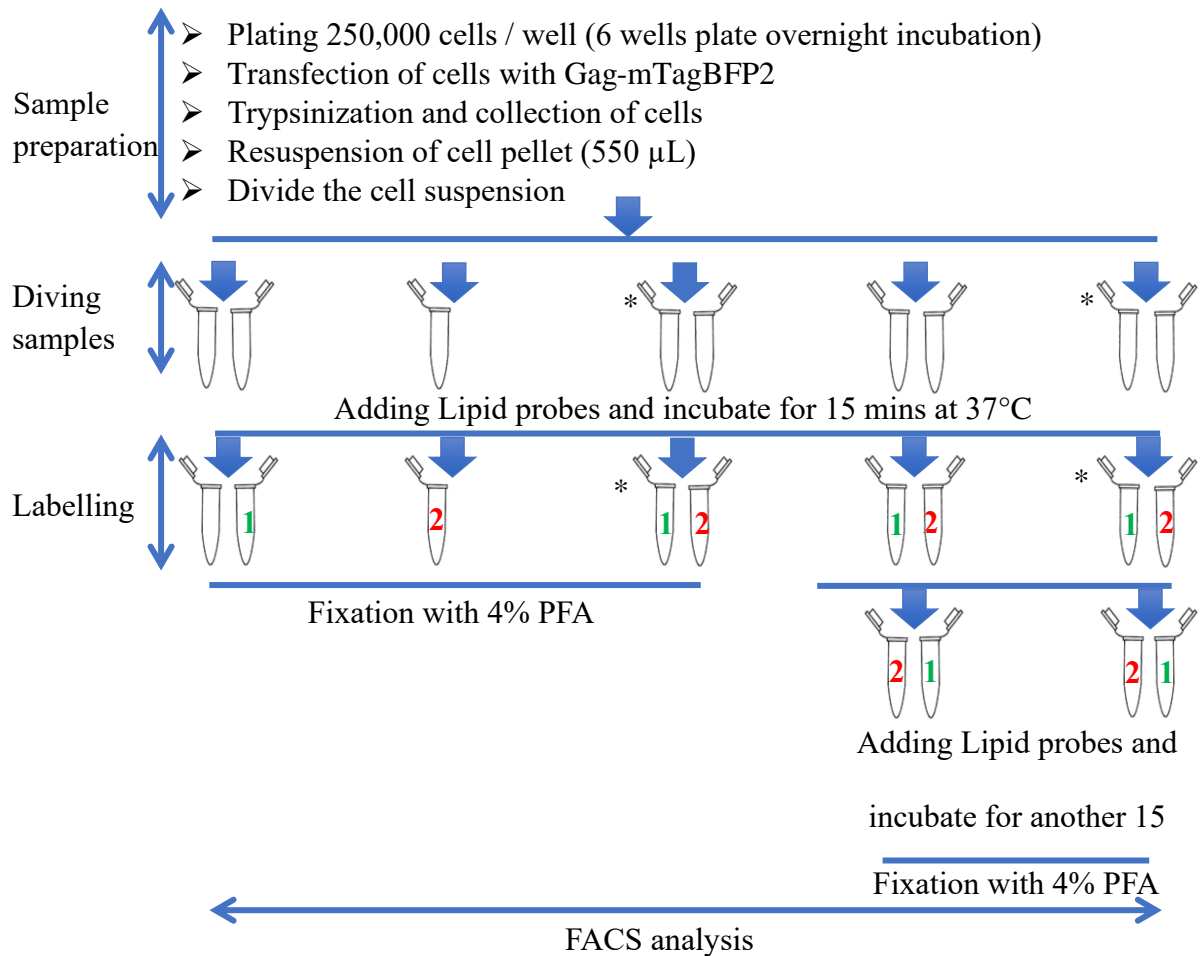 ➢ Plating 250,000 cells / well (6 wells plate overnight incubation)
➢ Transfection of cells with Gag-mTagBFP2
Sample preparation
➢ Trypsinization and collection of cells
➢ Resuspension of cell pellet (550 µL)
➢ Divide the cell suspension
Diving samples
* *
Adding Lipid probes and incubate for 15 mins at 37°C
Labelling
1 2 * 1 2 1 2 * 1 2
Fixation with 4% PFA
2 1 2 1
Adding Lipid probes and
incubate for another 15
Fixation with 4% PFA
FACS analysis